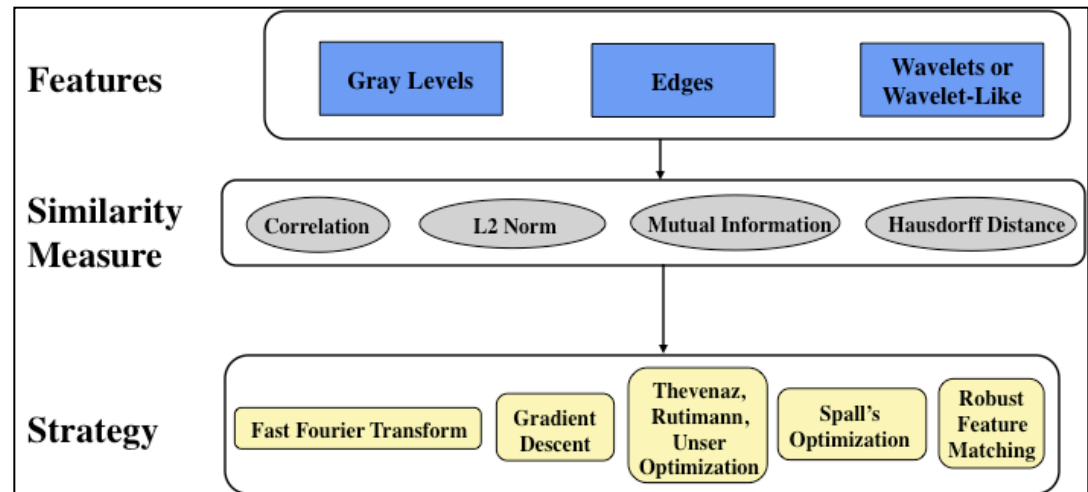 Features
Gray Levels
Edges
Wavelets or
Wavelet-Like
Similarity
Measure
Correlation
L2 Norm
Mutual Information
Hausdorff Distance
Strategy
Fast Fourier Transform
Gradient
Descent
Thevenaz,
Rutimann,
Unser
Optimization
Spall's
Optimization
Robust
Feature
Matching